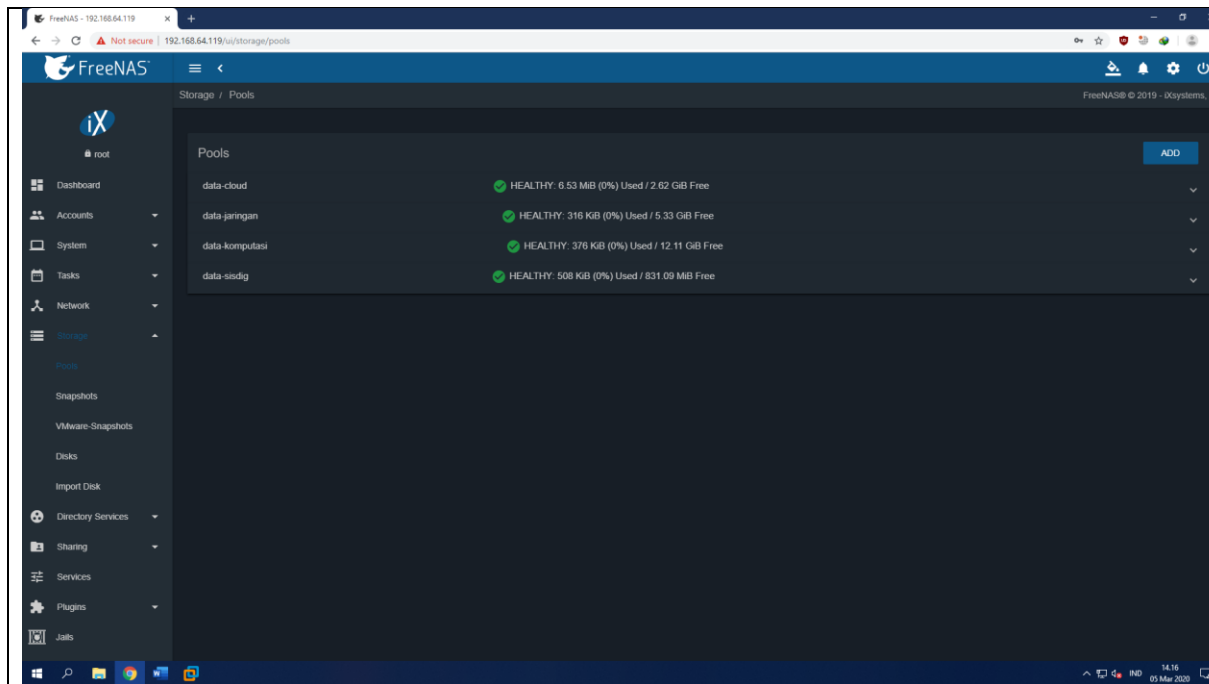 FreeNAS - 192.168.64.119
Not secure | 192.168.64.119/ui/storage/pools
FreeNAS
Storage / Pools
FreeNAS® © 2019 - iXsystems,
iX
root
Pools
ADD
data-cloud HEALTHY: 6.53 MiB (0%) Used / 2.62 GiB Free
data-jaringan HEALTHY: 316 KiB (0%) Used / 5.33 GiB Free
data-komputasi HEALTHY: 376 KiB (0%) Used / 12.11 GiB Free
data-sisdig HEALTHY: 508 KiB (0%) Used / 831.09 MiB Free
Dashboard
Accounts
System
Tasks
Network
Storage
Pools
Snapshots
VMware-Snapshots
Disks
Import Disk
Directory Services
Sharing
Services
Plugins
Jails
IND
14.16
05 Mar 2020